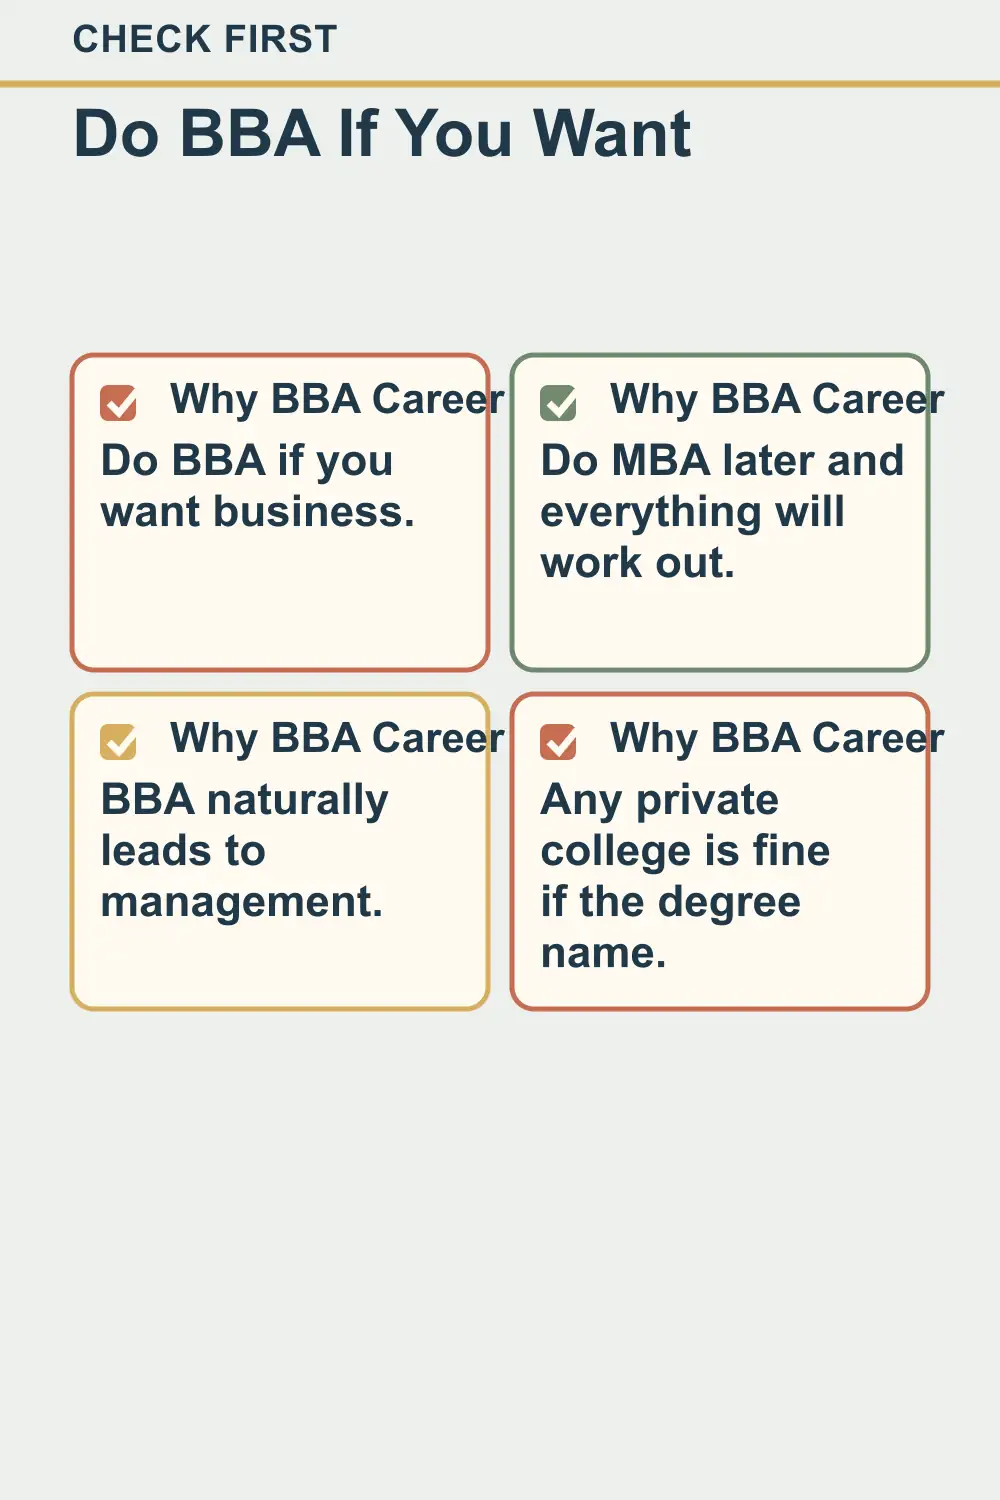 CHECK FIRST
Do BBA If You Want
Why BBA Career
Do BBA if you
want business.
Why BBA Career
Do MBA later and
everything will
work out.
Why BBA Career
BBA naturally
leads to
management.
Why BBA Career
Any private
college is fine
if the degree
name.